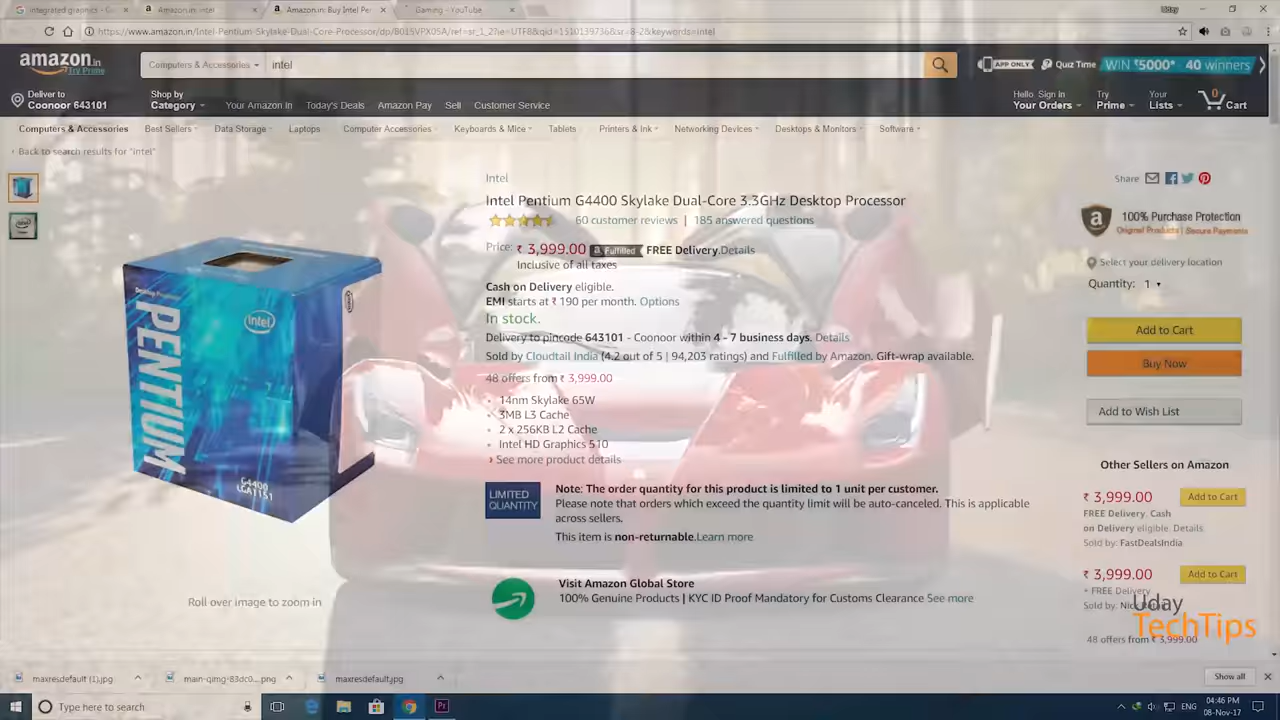 Integrated graphics - G
Amazon.in: intel
Amazon.in: Buy Intel Pe
Gaming - YouTube
https://www.amazon.in/Intel-Pentium-Skylake-Dual-Core-Processor/dp/B015VPX05A/ref=sr_1_2?ie=UTF8&qid=1510139736&sr=8-2&keywords=intel
amazon.in
Try Prime
Computers & Accessories
intel
APP ONLY
Quiz Time
WIN ₹5000* - 40 winners
Deliver to
Coonoor 643101
Shop by
Category
Your Amazon.in
Today's Deals
Amazon Pay
Sell
Customer Service
Hello. Sign in
Your Orders
Try
Prime
Your
Lists
0
Cart
Computers & Accessories
Best Sellers
Data Storage
Laptops
Computer Accessories
Keyboards & Mice
Tablets
Printers & Ink
Networking Devices
Desktops & Monitors
Software
‹ Back to search results for "intel"
Intel
Intel Pentium G4400 Skylake Dual-Core 3.3GHz Desktop Processor
60 customer reviews | 185 answered questions
Price: ₹ 3,999.00 Fulfilled FREE Delivery.Details
Inclusive of all taxes
Cash on Delivery eligible.
EMI starts at ₹ 190 per month. Options
In stock.
Delivery to pincode 643101 - Coonoor within 4 - 7 business days. Details
Sold by Cloudtail India (4.2 out of 5 | 94,203 ratings) and Fulfilled by Amazon. Gift-wrap available.
48 offers from ₹ 3,999.00
14nm Skylake 65W
3MB L3 Cache
2 x 256KB L2 Cache
Intel HD Graphics 510
› See more product details
LIMITED
QUANTITY
Note: The order quantity for this product is limited to 1 unit per customer.
Please note that orders which exceed the quantity limit will be auto-canceled. This is applicable
across sellers.
This item is non-returnable.Learn more
Visit Amazon Global Store
100% Genuine Products | KYC ID Proof Mandatory for Customs Clearance See more
PENTIUM
intel
G4400
LGA1151
Roll over image to zoom in
Share
100% Purchase Protection
Original Products | Secure Payments
Select your delivery location
Quantity: 1
Add to Cart
Buy Now
Add to Wish List
Other Sellers on Amazon
₹ 3,999.00
Add to Cart
FREE Delivery. Cash
on Delivery eligible. Details
Sold by: FastDealsIndia
₹ 3,999.00
Add to Cart
+ FREE Delivery
Sold by:
48 offers from ₹ 3,999.00
Uday
TechTips
maxresdefault (1).jpg
main-qimg-83dc0....png
maxresdefault.jpg
Show all
Type here to search
Pr
ENG
04:46 PM
08-Nov-17